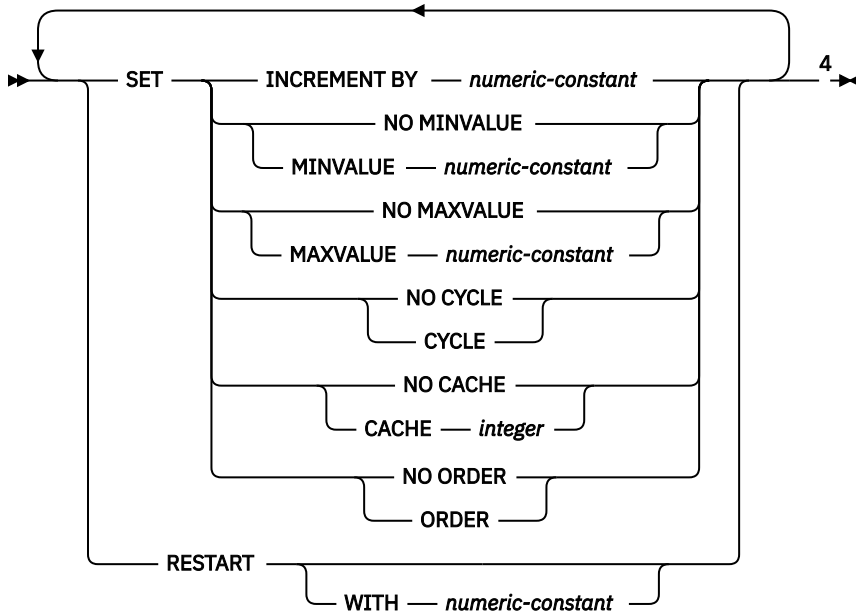 4
SET INCREMENT BY numeric-constant
NO MINVALUE
MINVALUE numeric-constant
NO MAXVALUE
MAXVALUE numeric-constant
NO CYCLE
CYCLE
NO CACHE
CACHE integer
NO ORDER
ORDER
RESTART
WITH numeric-constant